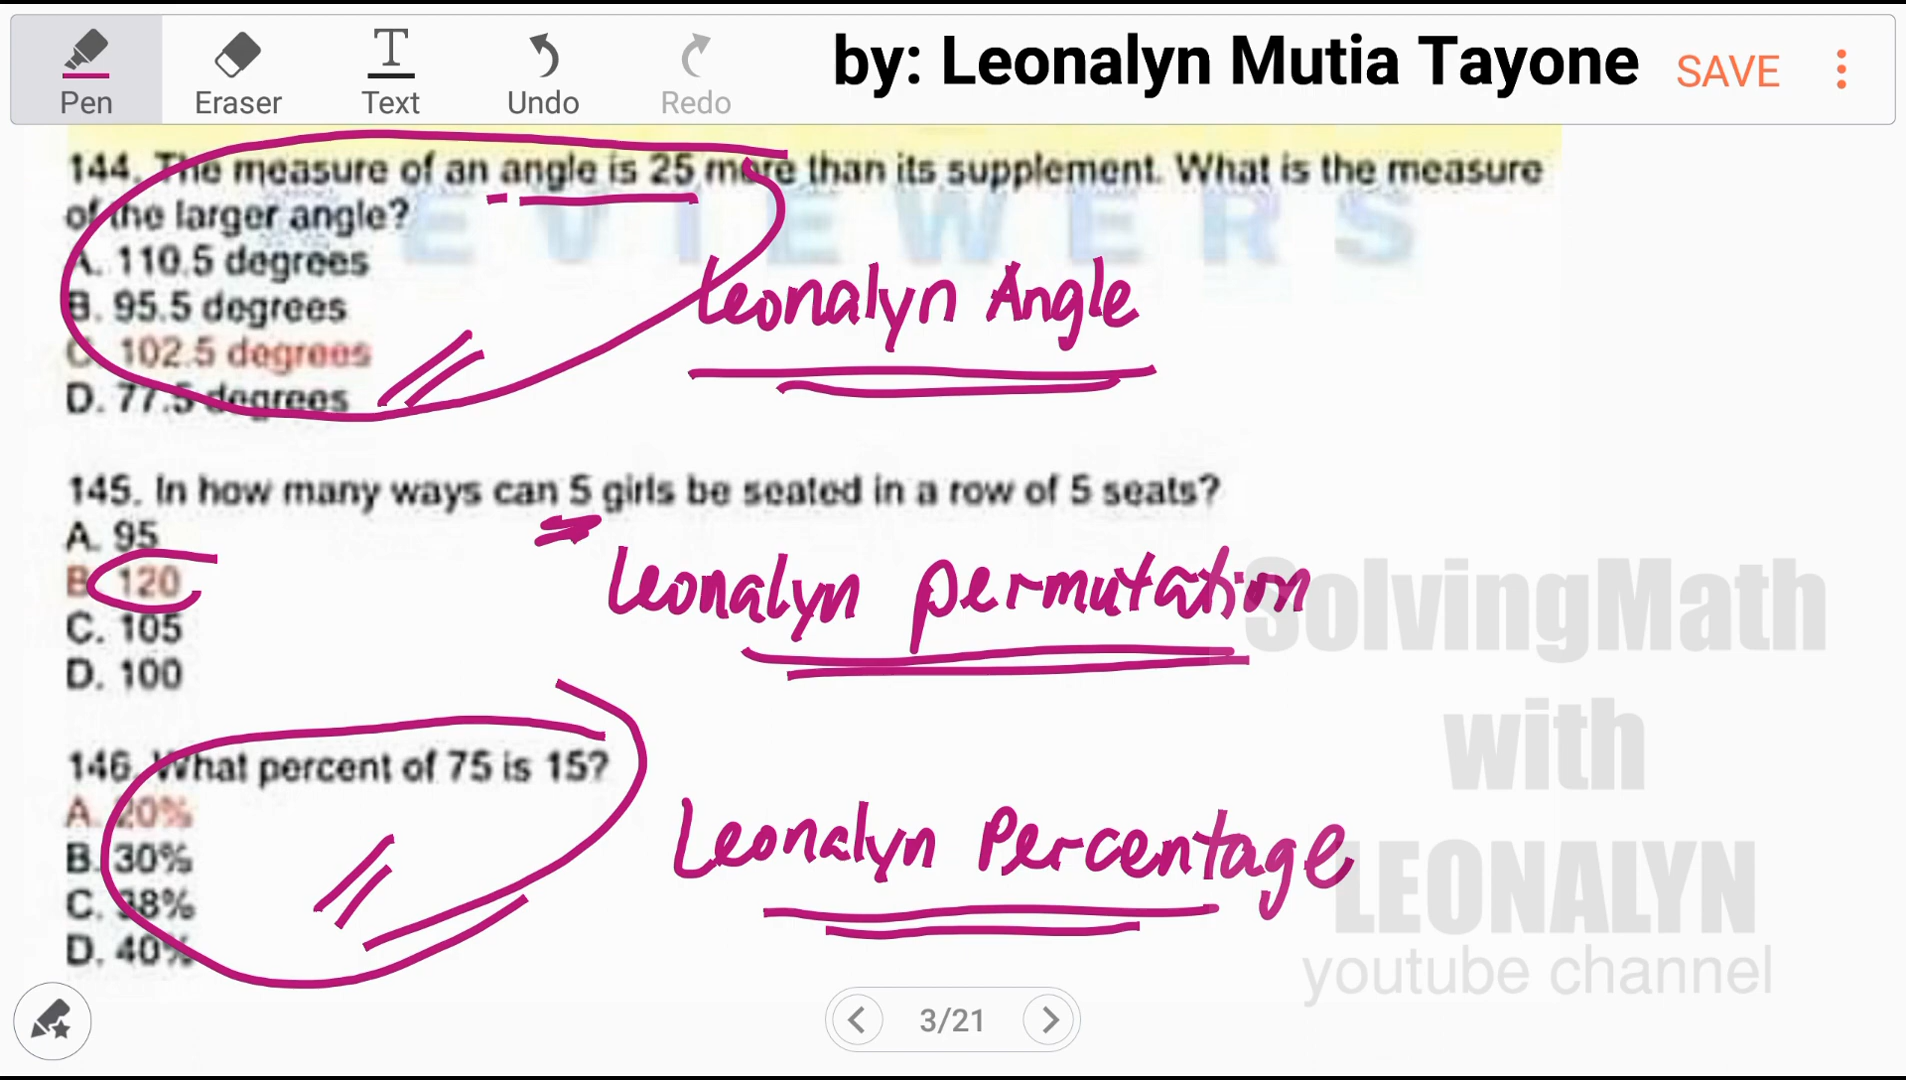 by: Leonalyn Mutia Tayone
SAVE
Pen
Eraser
Text
Undo
Redo
144. The measure of an angle is 25 more than its supplement. What is the measure
of the larger angle?
EVIEWERS
A. 110.5 degrees
B. 95.5 degrees
C. 102.5 degrees
D. 77.5 degrees
Leonalyn Angle
145. In how many ways can 5 girls be seated in a row of 5 seats?
A. 95
B. 120
C. 105
D. 100
Leonalyn permutation
146. What percent of 75 is 15?
A. 20%
B. 30%
C. 38%
D. 40%
Leonalyn Percentage
SolvingMath
with
LEONALYN
youtube channel
3/21